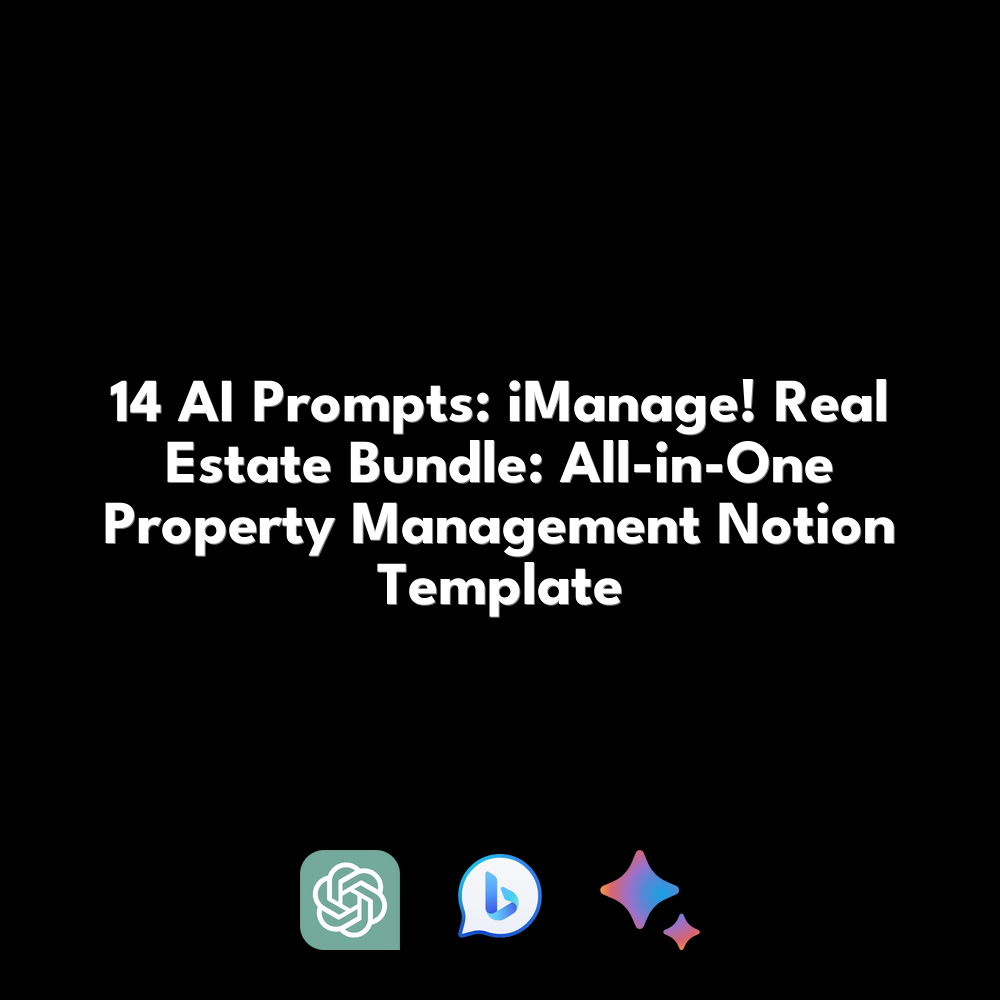 14 AI Prompts: iManage! Real
Estate Bundle: All-in-One
Property Management Notion
Template